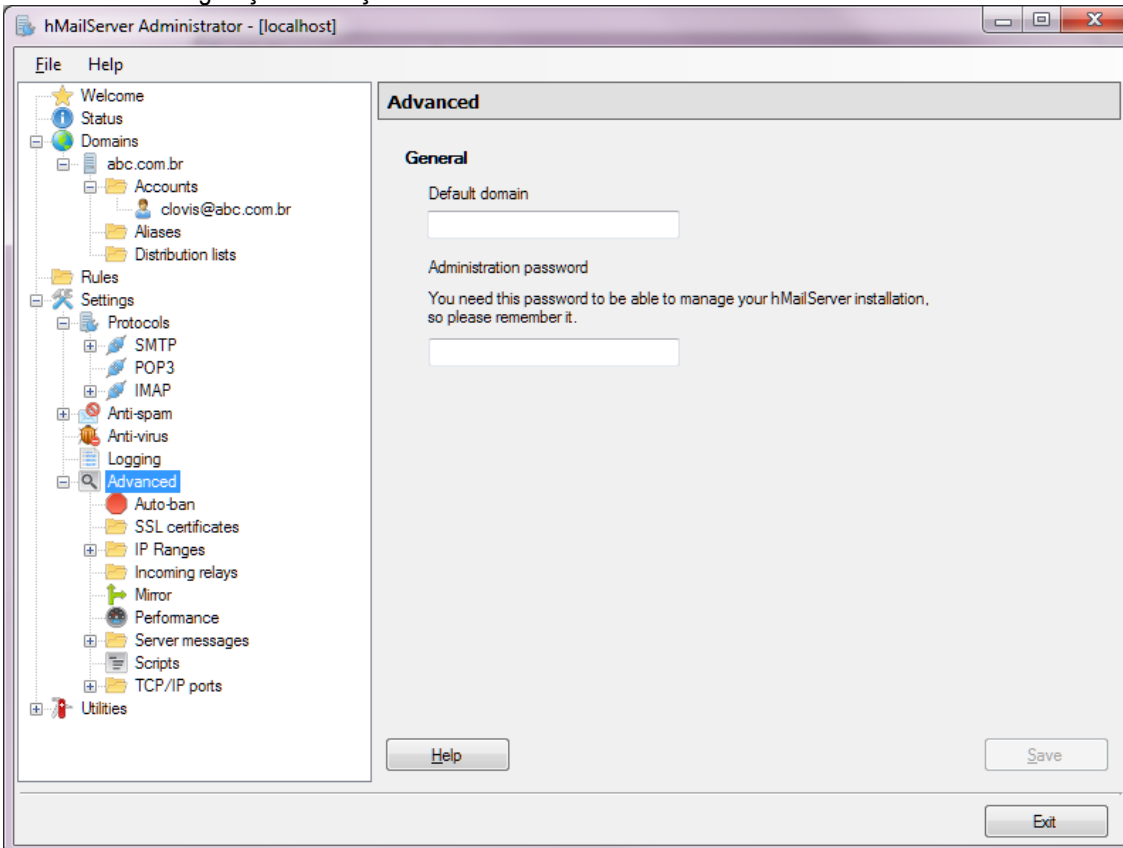 hMailServer Administrator - [localhost]
File Help
Welcome
Status
Domains
abc.com.br
Accounts
clovis@abc.com.br
Aliases
Distribution lists
Rules
Settings
Protocols
SMTP
POP3
IMAP
Anti-spam
Anti-virus
Logging
Advanced
Auto-ban
SSL certificates
IP Ranges
Incoming relays
Mirror
Performance
Server messages
Scripts
TCP/IP ports
Utilities
Advanced
General
Default domain
Administration password
You need this password to be able to manage your hMailServer installation,
so please remember it.
Help
Save
Exit